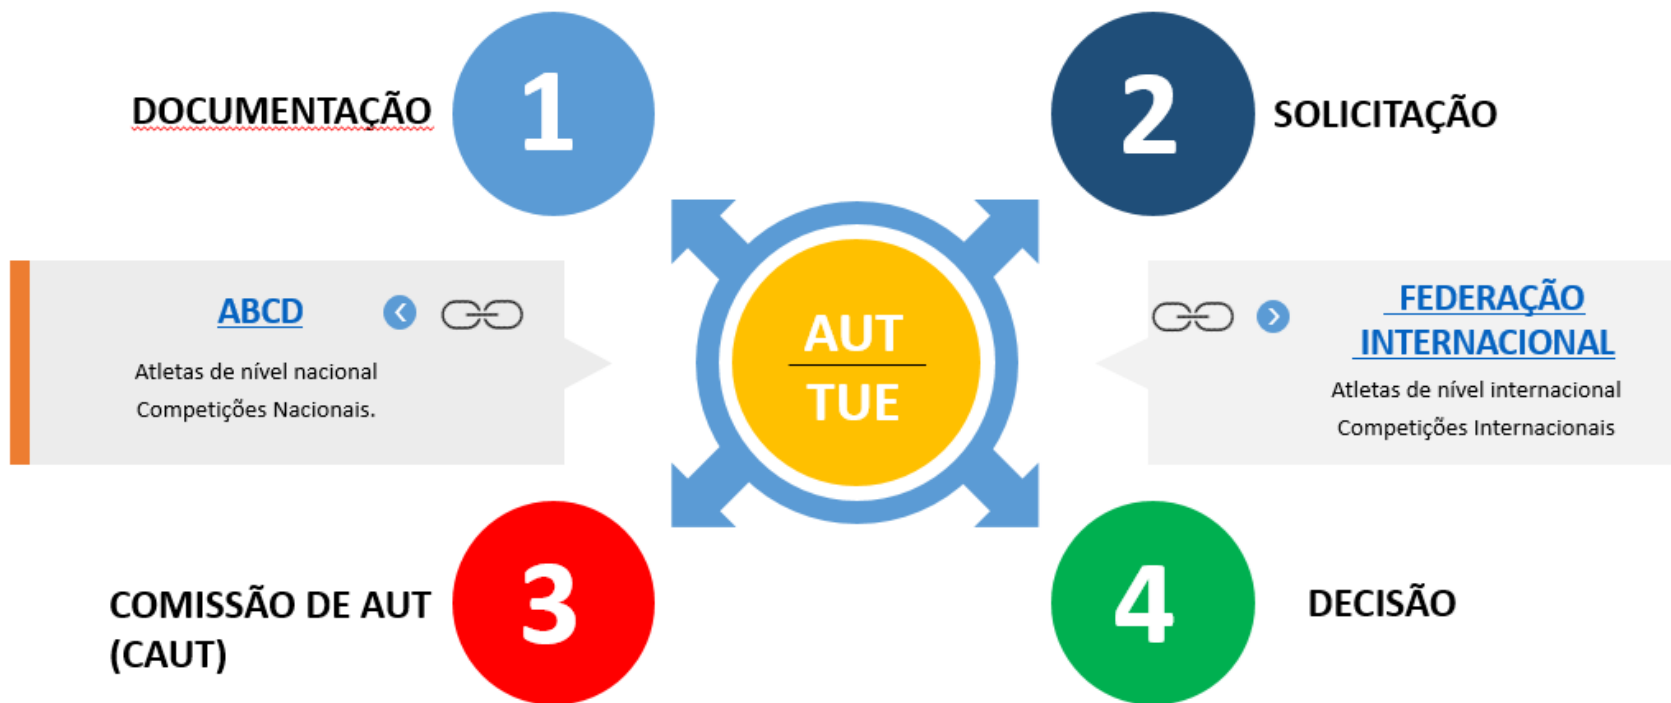 DOCUMENTAÇÃO
1
2
SOLICITAÇÃO
ABCD
Atletas de nível nacional
Competições Nacionais.
AUT
TUE
FEDERAÇÃO
INTERNACIONAL
Atletas de nível internacional
Competições Internacionais
COMISSÃO DE AUT
(CAUT)
3
4
DECISÃO